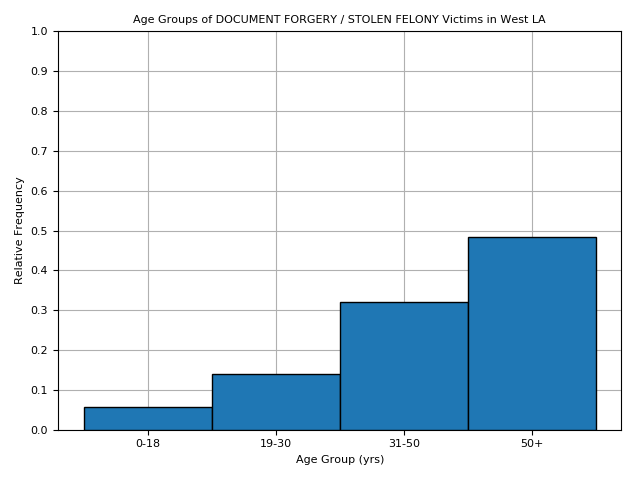 Age Groups of DOCUMENT FORGERY / STOLEN FELONY Victims in West LA
1.0
0.9
0.8
0.7
0.6
0.5
0.4
0.3
0.2
0.1
0.0
Relative Frequency
0-18 19-30 31-50 50+
Age Group (yrs)